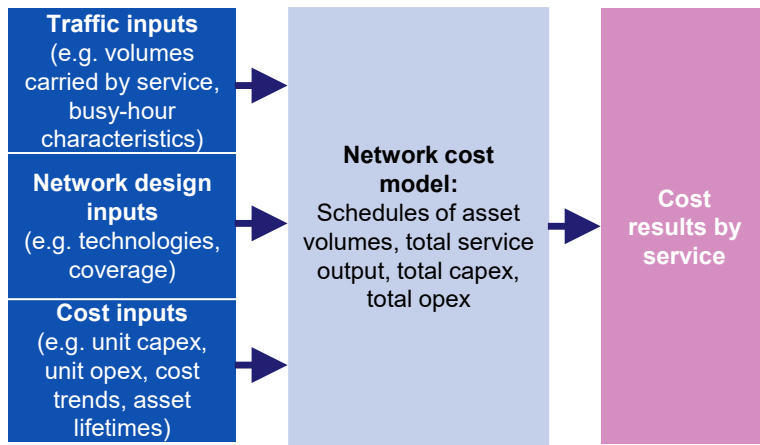 Traffic inputs
(e.g. volumes
carried by service,
busy-hour
characteristics)
Network design
inputs
(e.g. technologies,
coverage)
Cost inputs
(e.g. unit capex,
unit opex, cost
trends, asset
lifetimes)
Network cost
model:
Schedules of asset
volumes, total service
output, total capex,
total opex
Cost
results by
service